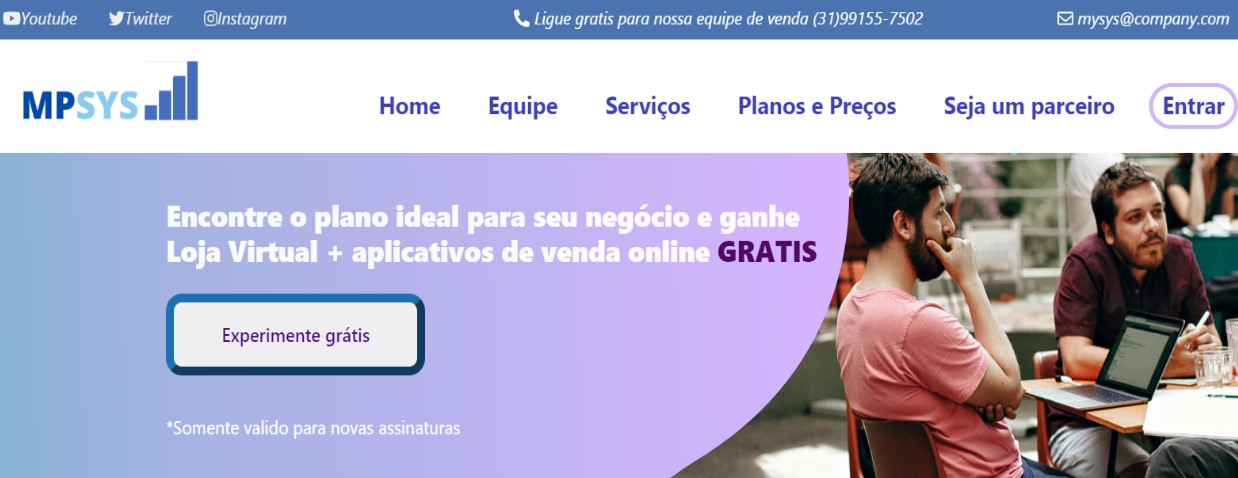 Youtube Twitter Instagram Ligue gratis para nossa equipe de venda (31)99155-7502 mysys@company.com
MPSYS Home Equipe Serviços Planos e Preços Seja um parceiro Entrar
Encontre o plano ideal para seu negócio e ganhe
Loja Virtual + aplicativos de venda online GRATIS
Experimente grátis
*Somente valido para novas assinaturas